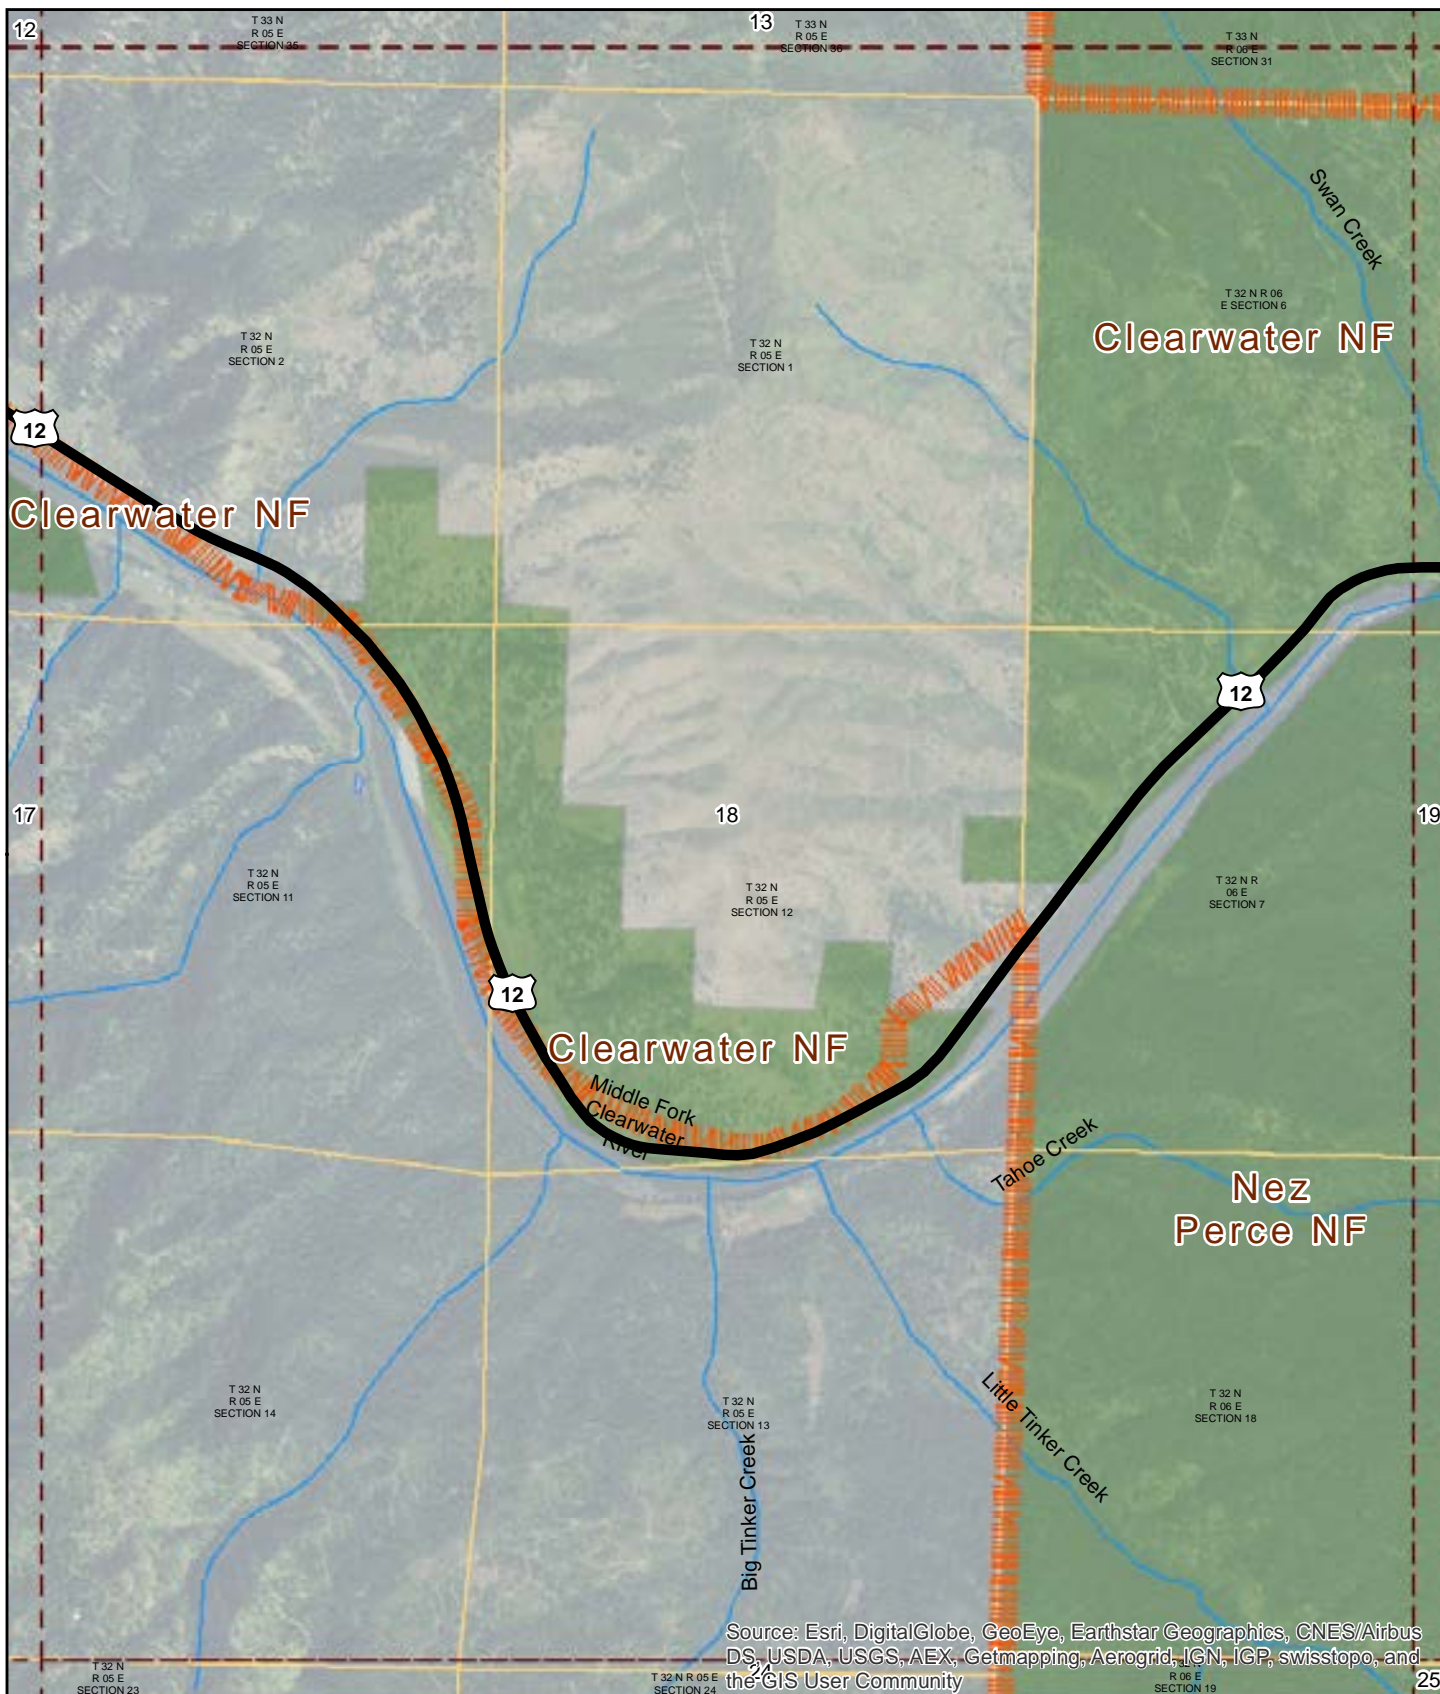 12
T 33 N
R 05 E
SECTION 35
13
T 33 N
R 05 E
SECTION 36
T 33 N
R 06 E
SECTION 31
Swan Creek
T 32 N R 06
E SECTION 6
Clearwater NF
T 32 N
R 05 E
SECTION 2
T 32 N
R 05 E
SECTION 1
12
Clearwater NF
12
17
18
19
T 32 N
R 05 E
SECTION 11
T 32 N
R 05 E
SECTION 12
T 32 N R
06 E
SECTION 7
12
Clearwater NF
Middle Fork
Clearwater
River
Tahoe Creek
Nez
Perce NF
T 32 N
R 05 E
SECTION 14
T 32 N
R 05 E
SECTION 13
Little Tinker Creek
T 32 N
R 06 E
SECTION 18
Big Tinker Creek
Source: Esri, DigitalGlobe, GeoEye, Earthstar Geographics, CNES/Airbus
DS, USDA, USGS, AEX, Getmapping, Aerogrid, IGN, IGP, swisstopo, and
the GIS User Community
T 32 N
R 05 E
SECTION 23
T 32 N R 05 E
SECTION 24
24
R 06 E
SECTION 19
25